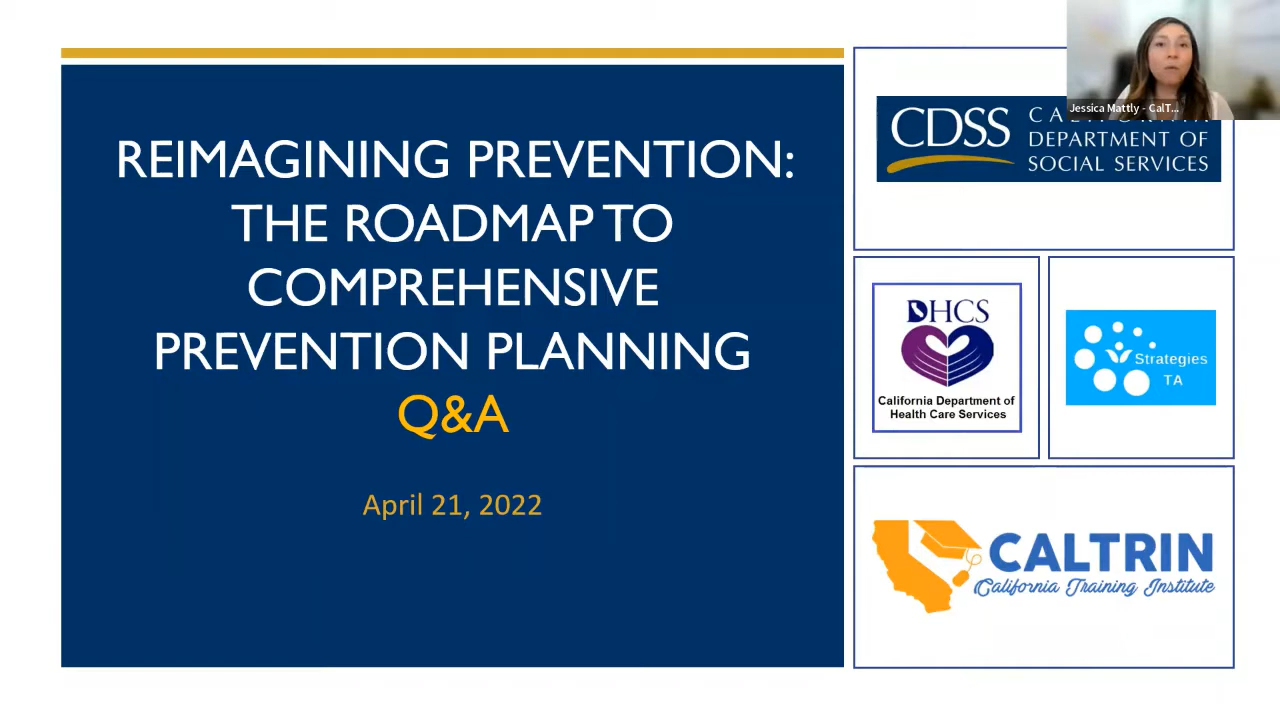 REIMAGINING PREVENTION:
THE ROADMAP TO
COMPREHENSIVE
PREVENTION PLANNING
Q&A
April 21, 2022
Jessica Mattly - CalT...
CDSS
CALIFORNIA
DEPARTMENT OF
SOCIAL SERVICES
DHCS
California Department of
Health Care Services
Strategies
TA
CALTRIN
California Training Institute